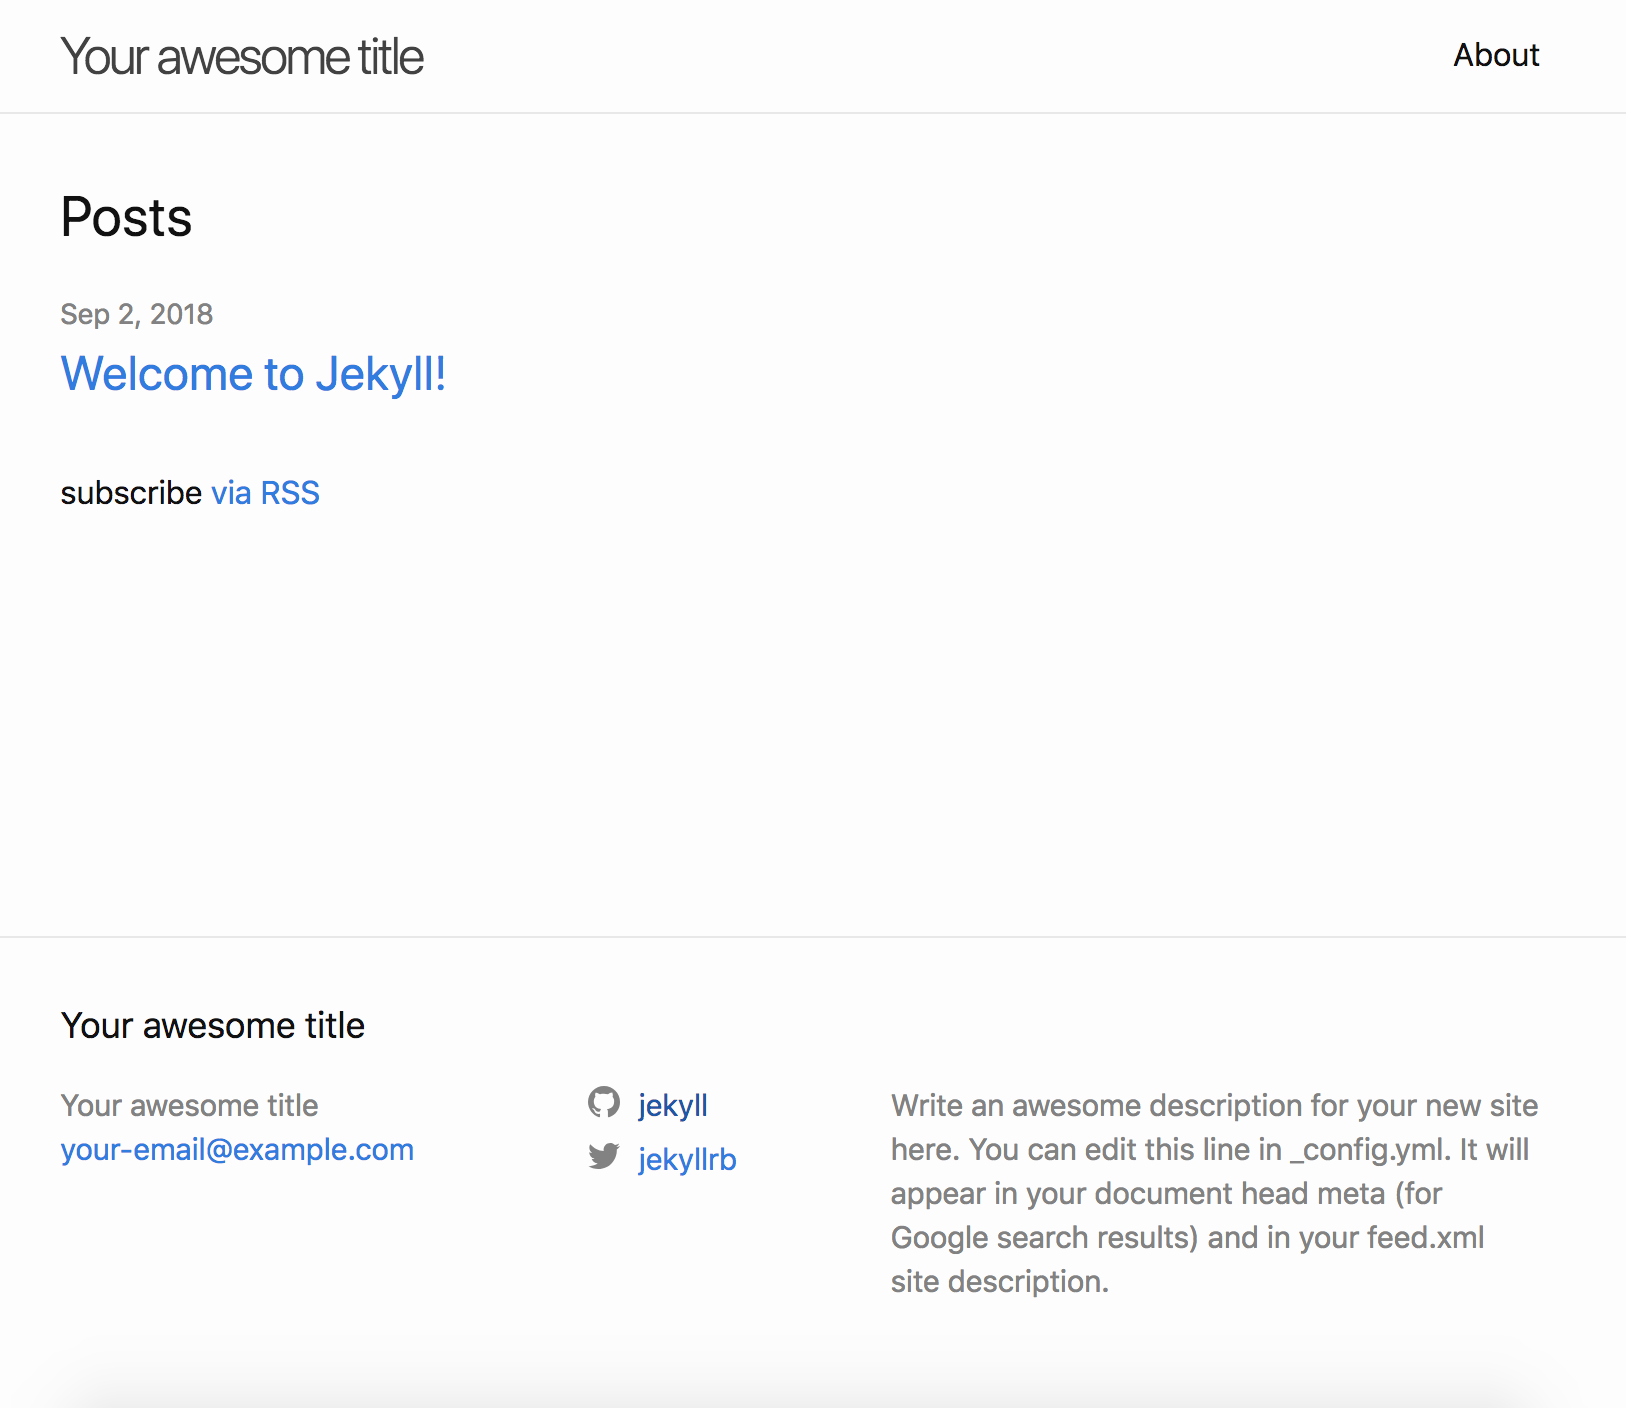 Your awesome title
About
Posts
Sep 2, 2018
Welcome to Jekyll!
subscribe via RSS
Your awesome title
Your awesome title
your-email@example.com
jekyll
jekyllrb
Write an awesome description for your new site
here. You can edit this line in _config.yml. It will
appear in your document head meta (for
Google search results) and in your feed.xml
site description.